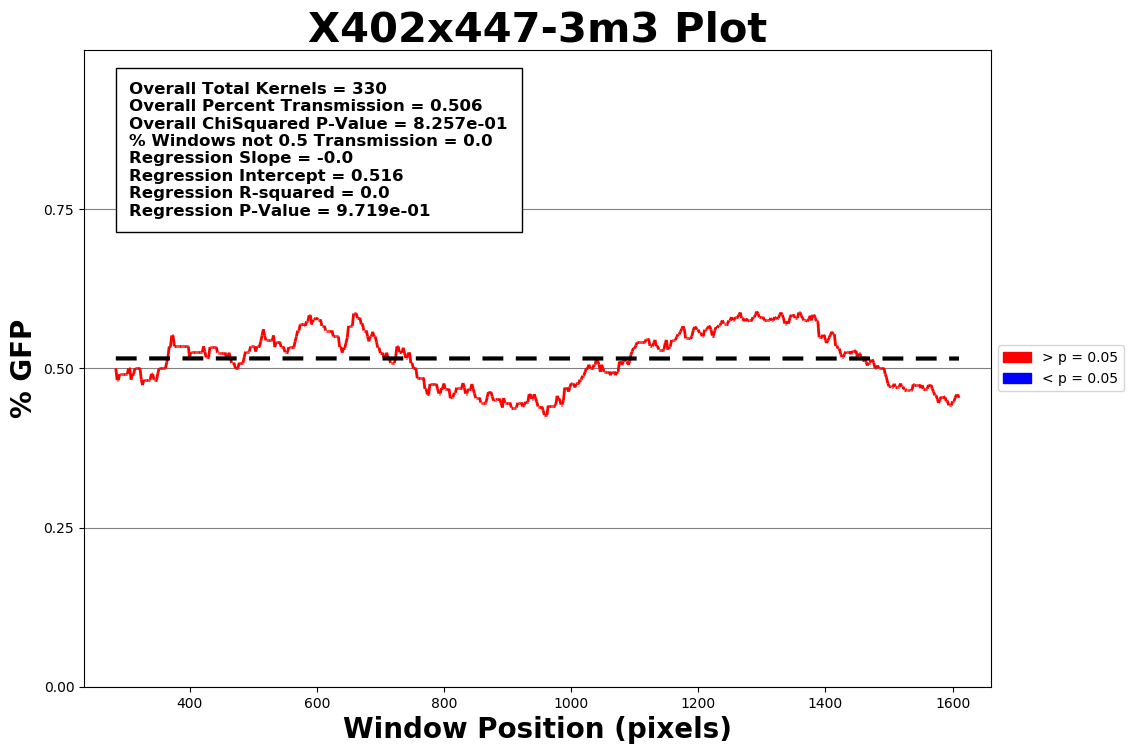 X402x447-3m3 Plot
Overall Total Kernels = 330
Overall Percent Transmission = 0.506
Overall ChiSquared P-Value = 8.257e-01
% Windows not 0.5 Transmission = 0.0
Regression Slope = -0.0
Regression Intercept = 0.516
Regression R-squared = 0.0
Regression P-Value = 9.719e-01
% GFP
0.75
0.50
0.25
0.00
> p = 0.05
< p = 0.05
400 600 800 1000 1200 1400 1600
Window Position (pixels)